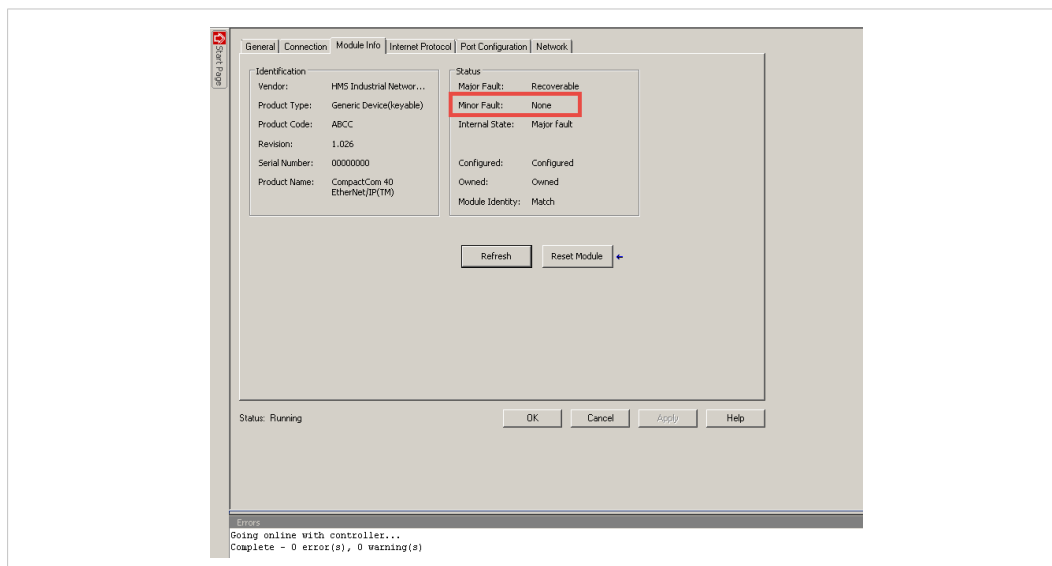 Start Page
General Connection Module Info Internet Protocol Port Configuration Network
Identification
Vendor: HMS Industrial Networ...
Product Type: Generic Device(keyable)
Product Code: ABCC
Revision: 1.026
Serial Number: 00000000
Product Name: CompactCom 40
EtherNet/IP(TM)
Status
Major Fault: Recoverable
Minor Fault: None
Internal State: Major fault
Configured: Configured
Owned: Owned
Module Identity: Match
Refresh Reset Module
Status: Running OK Cancel Apply Help
Errors
Going online with controller...
Complete - 0 error(s), 0 warning(s)